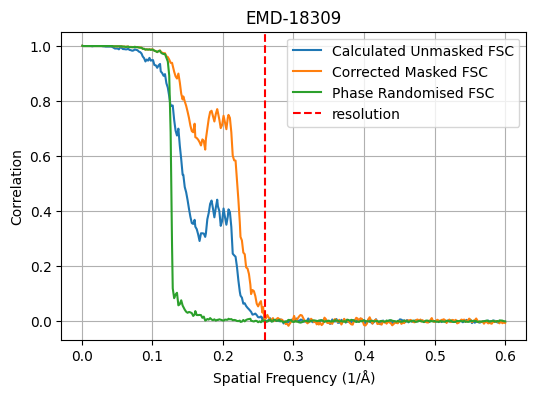 EMD-18309
Calculated Unmasked FSC
Corrected Masked FSC
Phase Randomised FSC
resolution
Correlation
1.0
0.8
0.6
0.4
0.2
0.0
0.0 0.1 0.2 0.3 0.4 0.5 0.6
Spatial Frequency (1/Å)